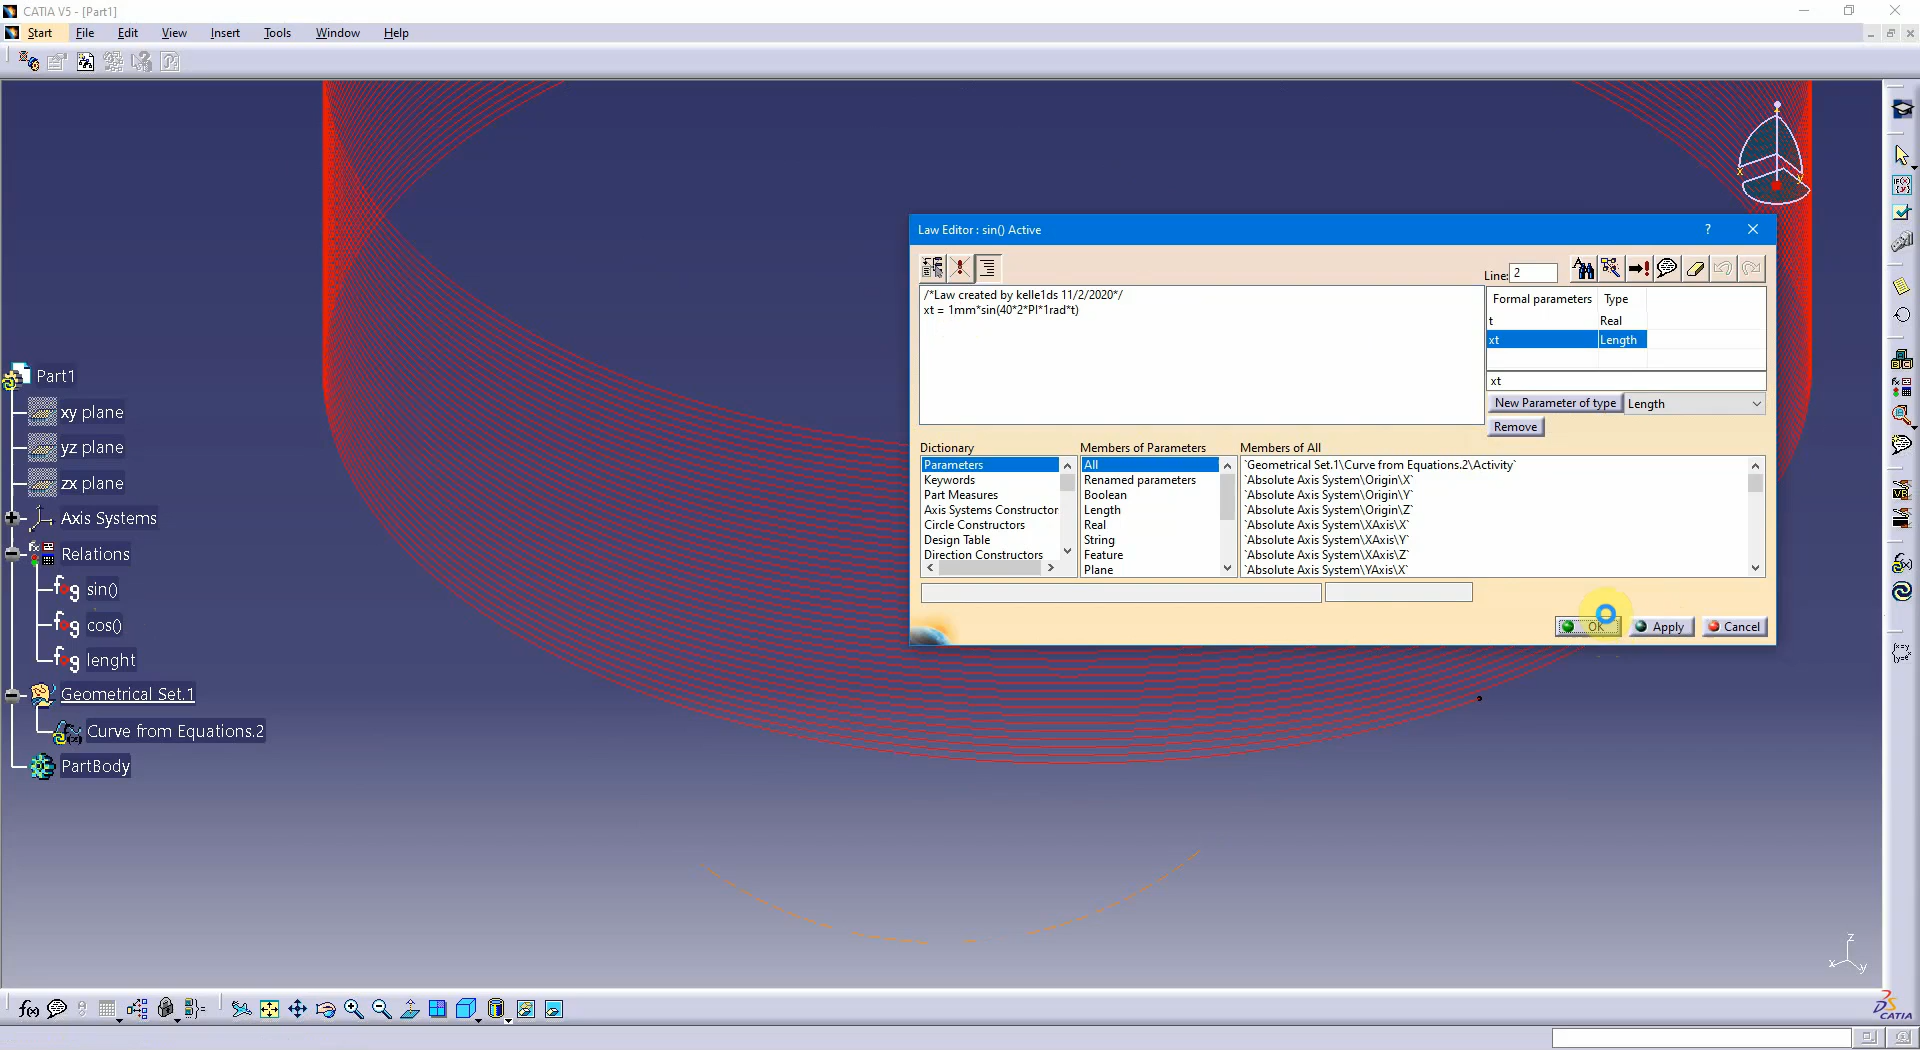 CATIA V5 - [Part1]
Start File Edit View Insert Tools Window Help
Law Editor : sin() Active
?
Line: 2
/*Law created by kelle1ds 11/2/2020*/
xt = 1mm*sin(40*2*PI*1rad*t)
Formal parameters Type
t Real
xt Length
xt
New Parameter of type Length
Remove
Dictionary
Parameters
Keywords
Part Measures
Axis Systems Constructor
Circle Constructors
Design Table
Direction Constructors
Members of Parameters
All
Renamed parameters
Boolean
Length
Real
String
Feature
Plane
Members of All
`Geometrical Set.1\Curve from Equations.2\Activity`
`Absolute Axis System\Origin\X`
`Absolute Axis System\Origin\Y`
`Absolute Axis System\Origin\Z`
`Absolute Axis System\XAxis\X`
`Absolute Axis System\XAxis\Y`
`Absolute Axis System\XAxis\Z`
`Absolute Axis System\YAxis\X`
OK Apply Cancel
Part1
xy plane
yz plane
zx plane
Axis Systems
Relations
sin()
cos()
lenght
Geometrical Set.1
Curve from Equations.2
PartBody
z
x y
f(x)
CATIA